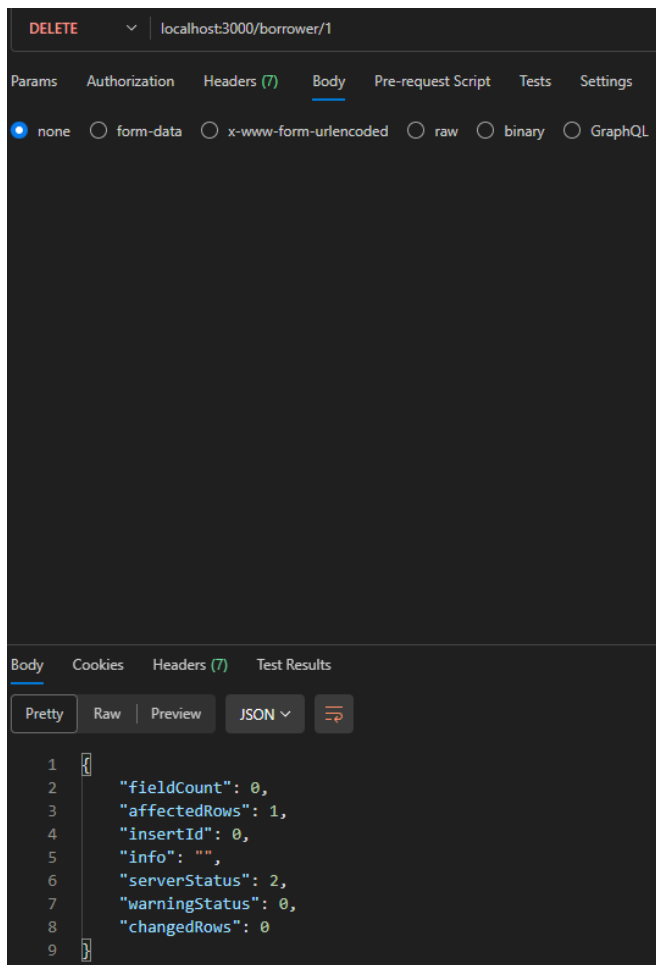 DELETE localhost:3000/borrower/1
Params Authorization Headers (7) Body Pre-request Script Tests Settings
none form-data x-www-form-urlencoded raw binary GraphQL
Body Cookies Headers (7) Test Results
Pretty Raw Preview JSON
1 {
2 "fieldCount": 0,
3 "affectedRows": 1,
4 "insertId": 0,
5 "info": "",
6 "serverStatus": 2,
7 "warningStatus": 0,
8 "changedRows": 0
9 }